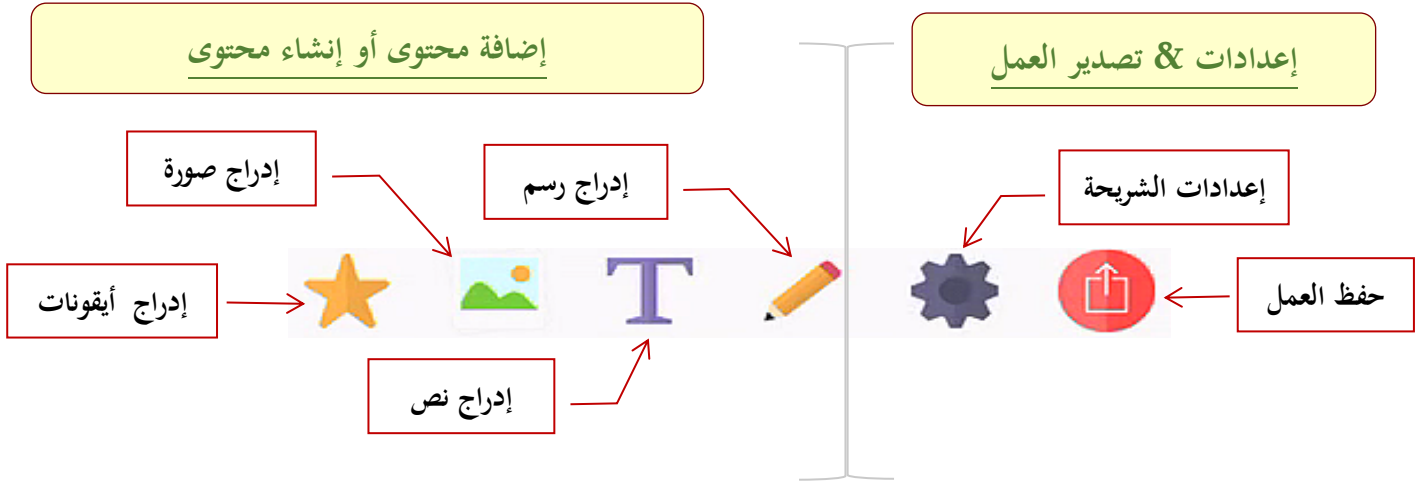 إعدادات & تصدير العمل
إضافة محتوى أو إنشاء محتوى
إعدادات الشريحة
إدراج رسم
إدراج صورة
حفظ العمل
إدراج أيقونات
إدراج نص